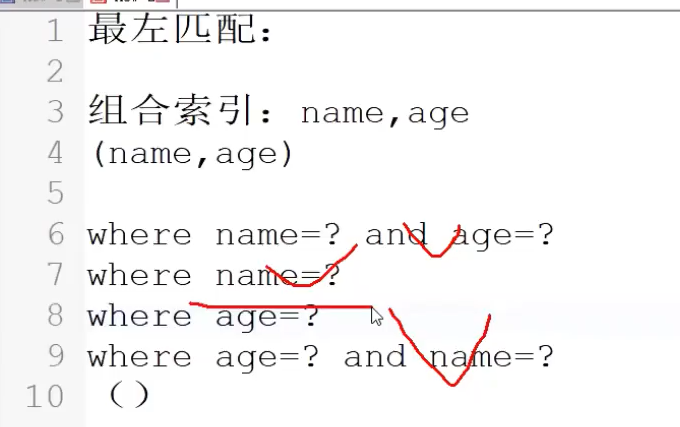 1 最左匹配:
2
3 组合索引: name,age
4 (name,age)
5
6 where name=? and age=?
7 where name=?
8 where age=?
9 where age=? and name=?
10 ()